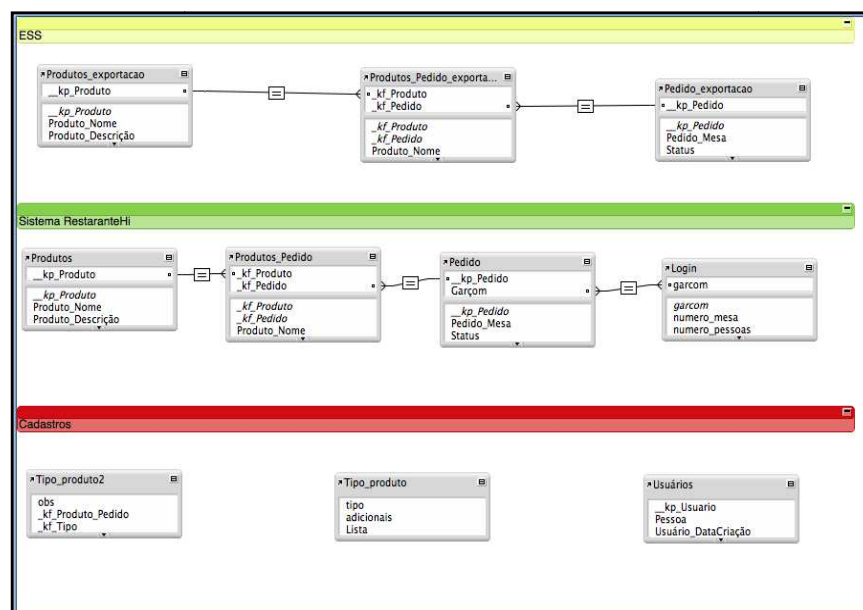 ESS
Produtos_exportacao
__kp_Produto
__kp_Produto
Produto_Nome
Produto_Descrição
Produtos_Pedido_exporta...
_kf_Produto
_kf_Pedido
_kf_Produto
_kf_Pedido
Produto_Nome
Pedido_exportacao
__kp_Pedido
__kp_Pedido
Pedido_Mesa
Status
Sistema RestaranteHi
Produtos
__kp_Produto
__kp_Produto
Produto_Nome
Produto_Descrição
Produtos_Pedido
_kf_Produto
_kf_Pedido
_kf_Produto
_kf_Pedido
Produto_Nome
Pedido
__kp_Pedido
Garçom
__kp_Pedido
Pedido_Mesa
Status
Login
garcom
garcom
numero_mesa
numero_pessoas
Cadastros
Tipo_produto2
obs
_kf_Produto_Pedido
_kf_Tipo
Tipo_produto
tipo
adicionais
Lista
Usuários
__kp_Usuario
Pessoa
Usuário_DataCriação